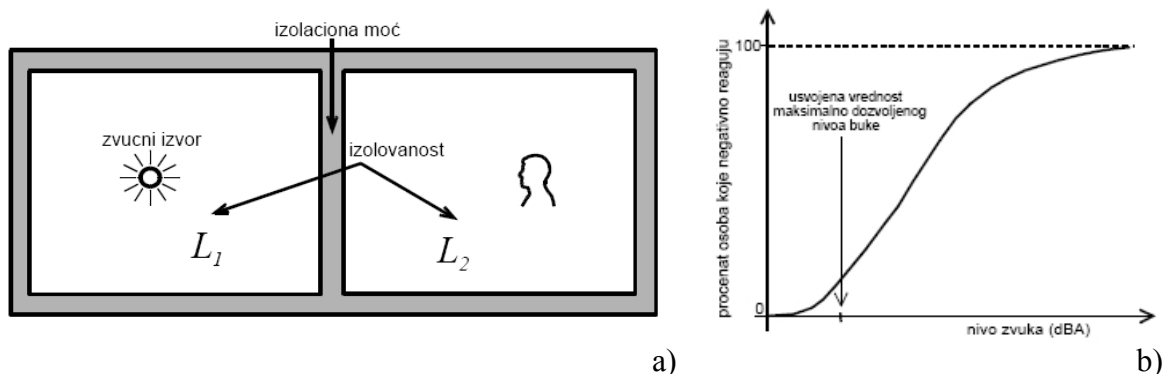 izolaciona moć
zvucni izvor
izolovanost
L1
L2
a)
procenat osoba koje negativno reaguju
100
usvojena vrednost
maksimalno dozvoljenog
nivoa buke
0
nivo zvuka (dBA)
b)